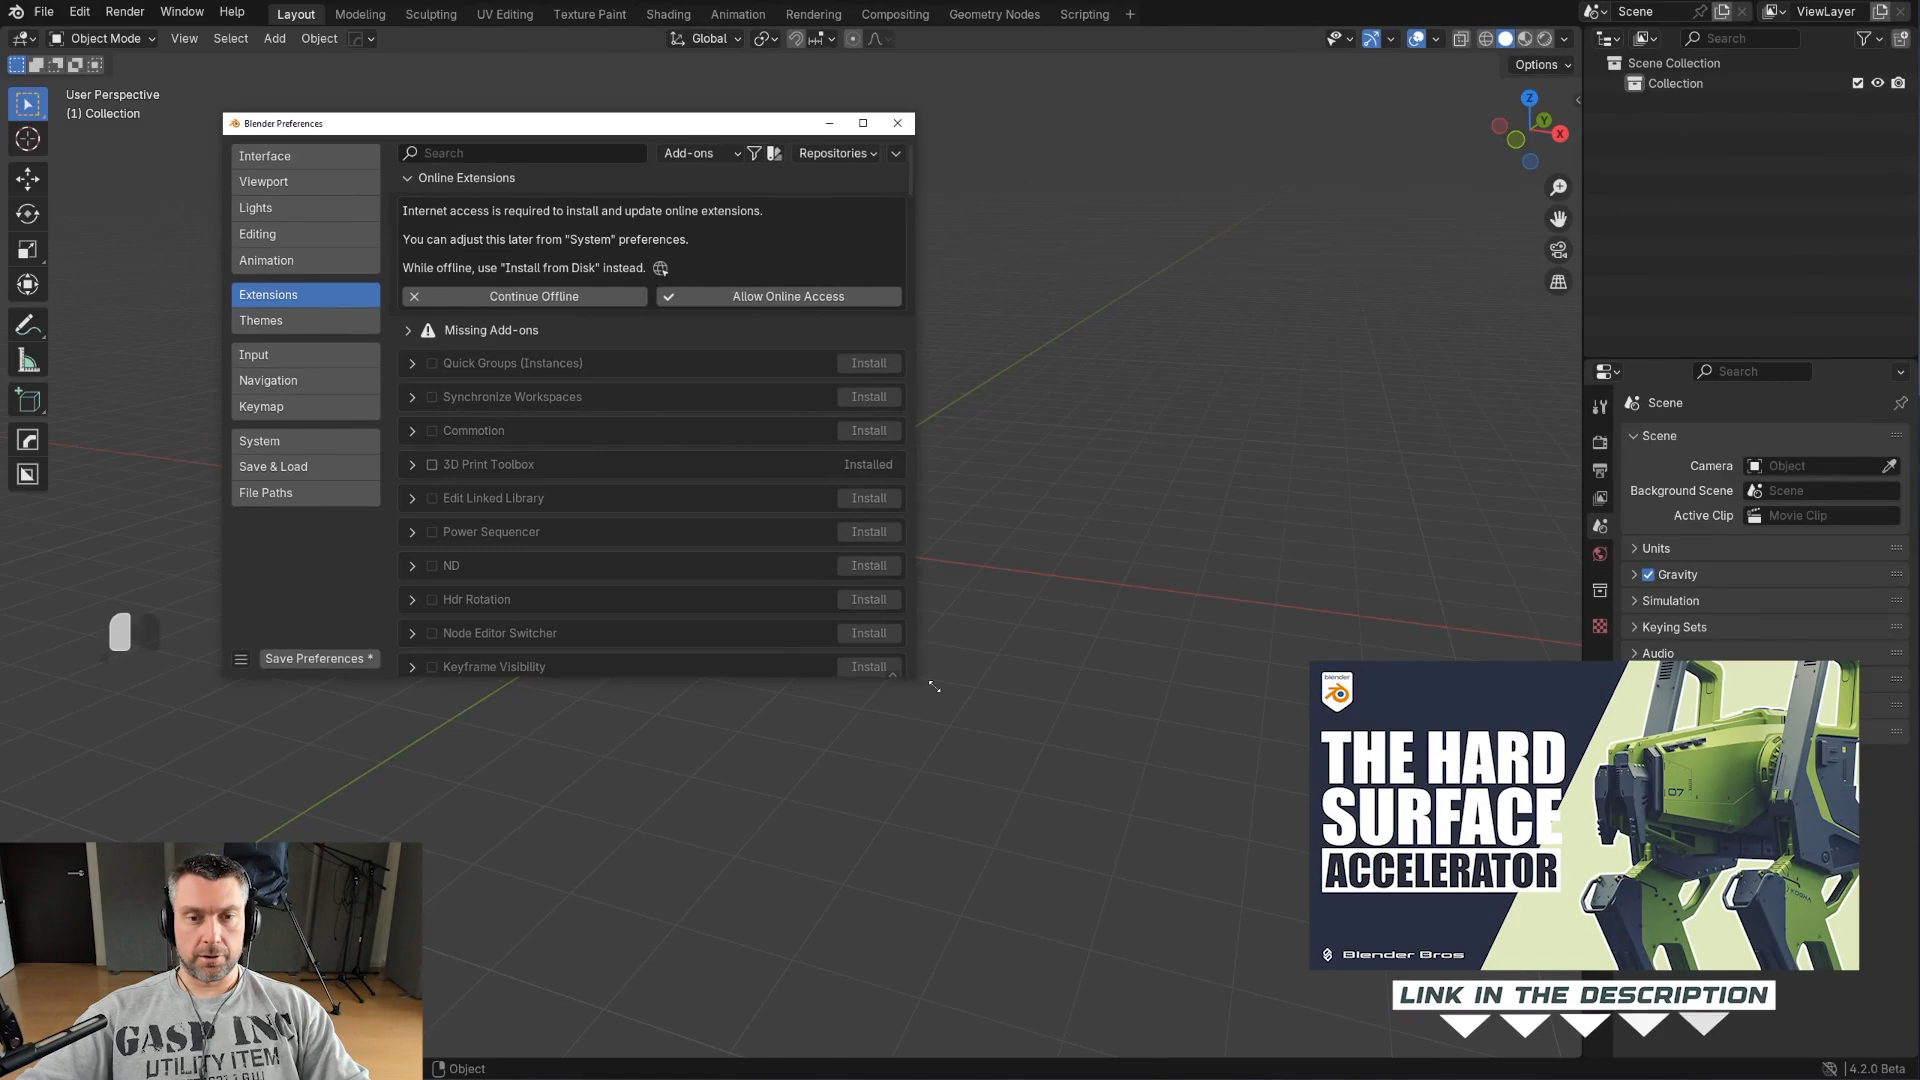 File Edit Render Window Help Layout Modeling Sculpting UV Editing Texture Paint Shading Animation Rendering Compositing Geometry Nodes Scripting + Scene ViewLayer
Object Mode View Select Add Object Global Search
Options
User Perspective
(1) Collection
Z
Y
X
Scene Collection
Collection
Blender Preferences
Interface
Viewport
Lights
Editing
Animation
Extensions
Themes
Input
Navigation
Keymap
System
Save & Load
File Paths
Save Preferences *
Search Add-ons Repositories
Online Extensions
Internet access is required to install and update online extensions.
You can adjust this later from "System" preferences.
While offline, use "Install from Disk" instead.
Continue Offline Allow Online Access
Missing Add-ons
Quick Groups (Instances) Install
Synchronize Workspaces Install
Commotion Install
3D Print Toolbox Installed
Edit Linked Library Install
Power Sequencer Install
ND Install
Hdr Rotation Install
Node Editor Switcher Install
Keyframe Visibility Install
Search
Scene
Scene
Camera Object
Background Scene Scene
Active Clip Movie Clip
Units
Gravity
Simulation
Keying Sets
Audio
blender
THE HARD
SURFACE
ACCELERATOR
07
Blender Bros
LINK IN THE DESCRIPTION
GASP INC
UTILITY ITEM
Object
4.2.0 Beta